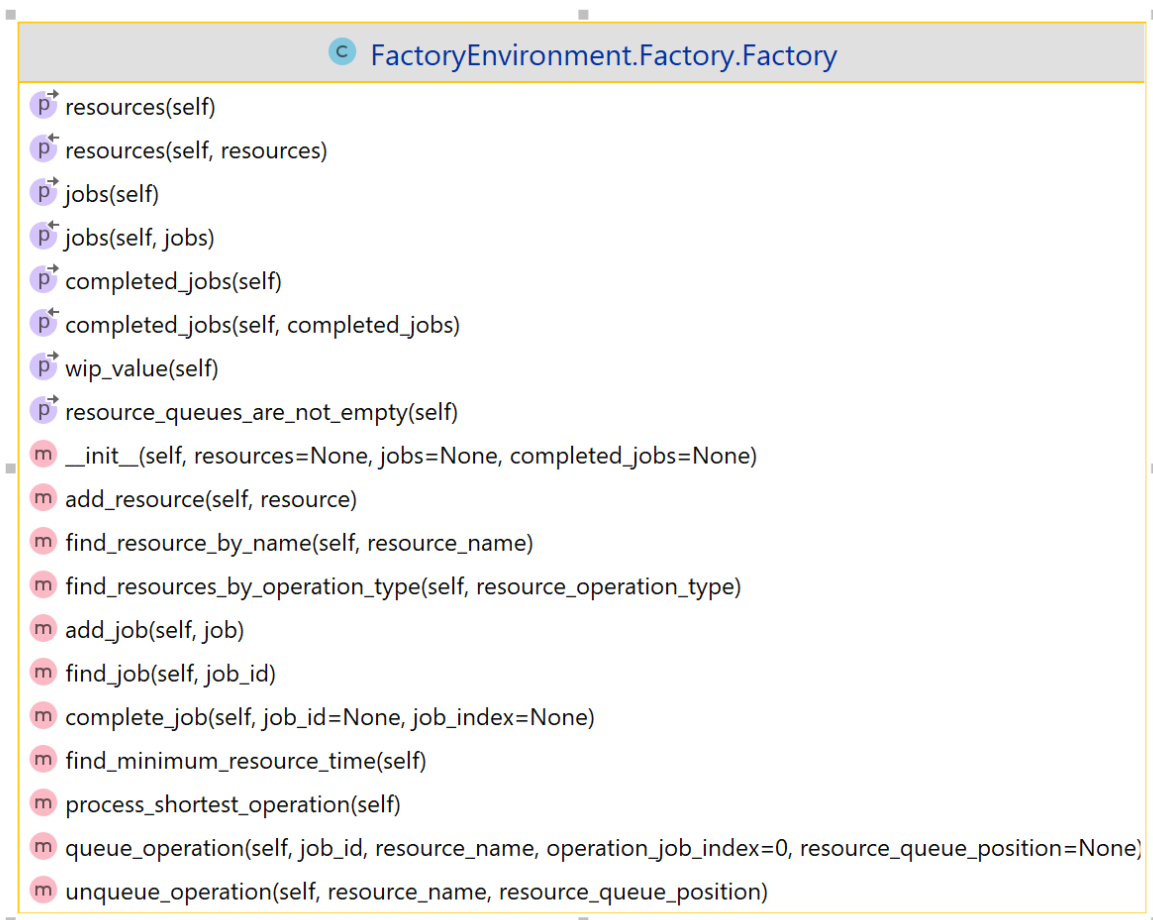 C FactoryEnvironment.Factory.Factory
p resources(self)
p resources(self, resources)
p jobs(self)
p jobs(self, jobs)
p completed_jobs(self)
p completed_jobs(self, completed_jobs)
p wip_value(self)
p resource_queues_are_not_empty(self)
m __init__(self, resources=None, jobs=None, completed_jobs=None)
m add_resource(self, resource)
m find_resource_by_name(self, resource_name)
m find_resources_by_operation_type(self, resource_operation_type)
m add_job(self, job)
m find_job(self, job_id)
m complete_job(self, job_id=None, job_index=None)
m find_minimum_resource_time(self)
m process_shortest_operation(self)
m queue_operation(self, job_id, resource_name, operation_job_index=0, resource_queue_position=None)
m unqueue_operation(self, resource_name, resource_queue_position)